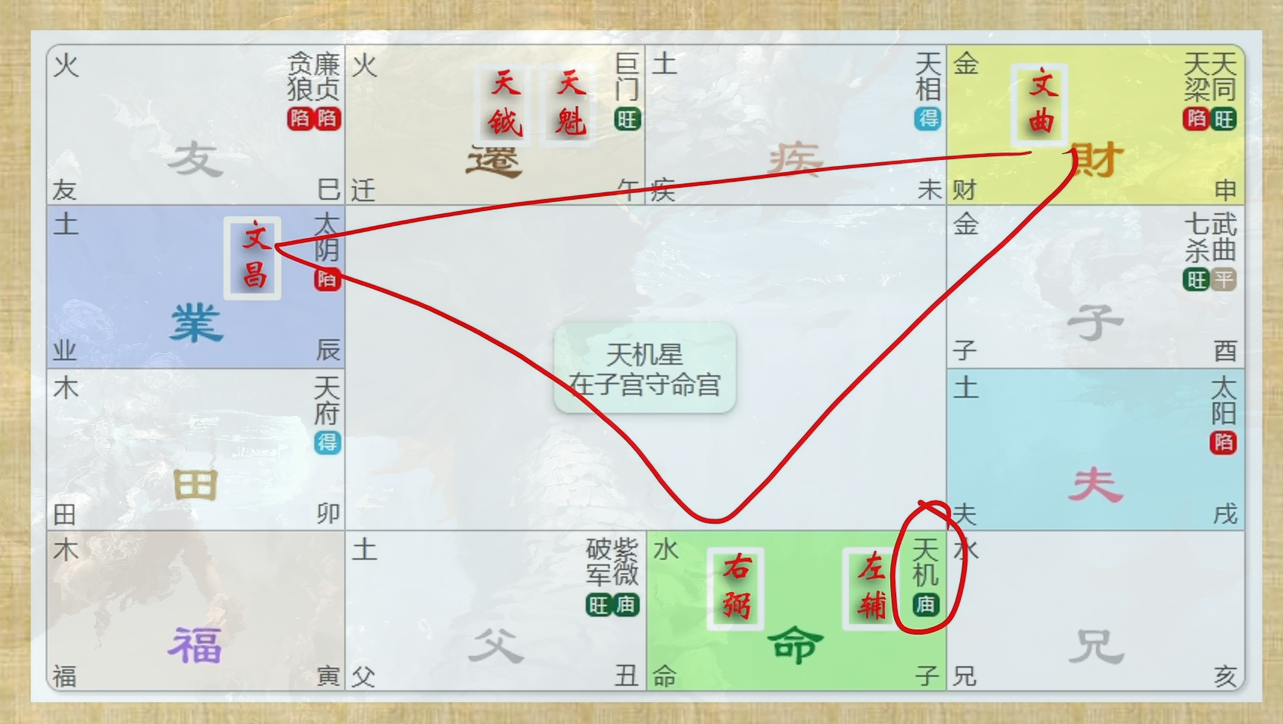 火
贪狼
廉贞
陷 陷
友
友
巳
火
天钺
天魁
巨门
旺
遷
迁
午
土
天相
得
疾
疾
未
金
文曲
天梁
天同
陷 旺
財
财
申
土
文昌
太阴
陷
業
业
辰
金
七杀
武曲
旺 平
子
子
酉
天机星
在子宫守命宫
木
天府
得
田
田
卯
土
太阳
陷
夫
夫
戌
木
福
福
寅
土
破军
紫微
旺 庙
父
父
丑
水
右弼
左辅
天机
庙
命
命
子
水
兄
兄
亥